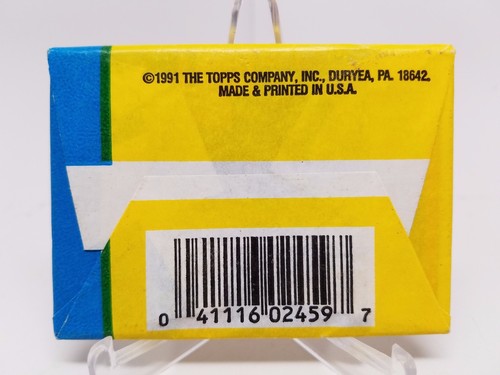 ©1991 THE TOPPS COMPANY, INC., DURYEA, PA. 18642.
MADE & PRINTED IN U.S.A.
0 41116 02459 7